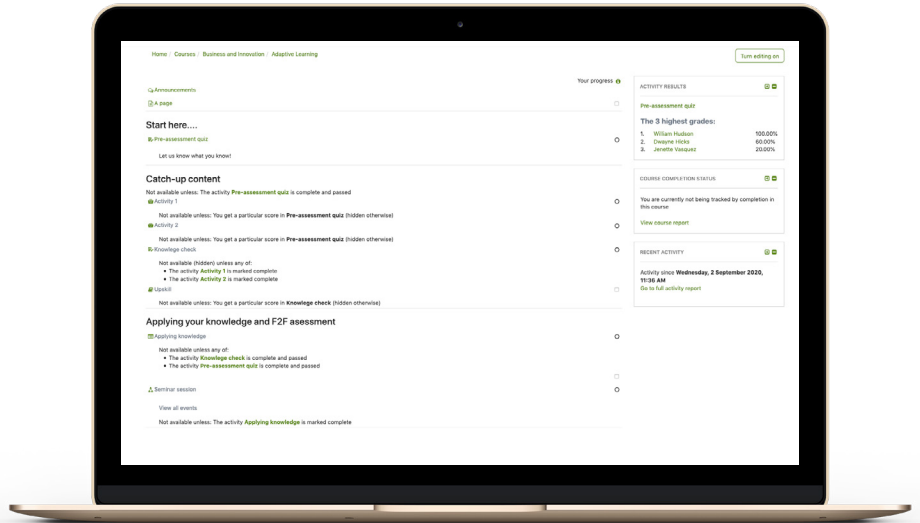 Home / Courses / Business and Innovation / Adaptive Learning
Turn editing on
Your progress
Announcements
A page
Start here....
Pre-assessment quiz
Let us know what you know!
Catch-up content
Not available unless: The activity Pre-assessment quiz is complete and passed
Activity 1
Not available unless: You get a particular score in Pre-assessment quiz (hidden otherwise)
Activity 2
Not available unless: You get a particular score in Pre-assessment quiz (hidden otherwise)
Knowlege check
Not available (hidden) unless any of:
• The activity Activity 1 is marked complete
• The activity Activity 2 is marked complete
Upskill
Not available unless: You get a particular score in Knowlege check (hidden otherwise)
Applying your knowledge and F2F asessment
Applying knowledge
Not available unless any of:
• The activity Knowlege check is complete and passed
• The activity Pre-assessment quiz is complete and passed
Seminar session
View all events
Not available unless: The activity Applying knowledge is marked complete
ACTIVITY RESULTS
Pre-assessment quiz
The 3 highest grades:
1. William Hudson 100.00%
2. Dwayne Hicks 60.00%
3. Jenette Vasquez 20.00%
COURSE COMPLETION STATUS
You are currently not being tracked by completion in
this course
View course report
RECENT ACTIVITY
Activity since Wednesday, 2 September 2020,
11:36 AM
Go to full activity report